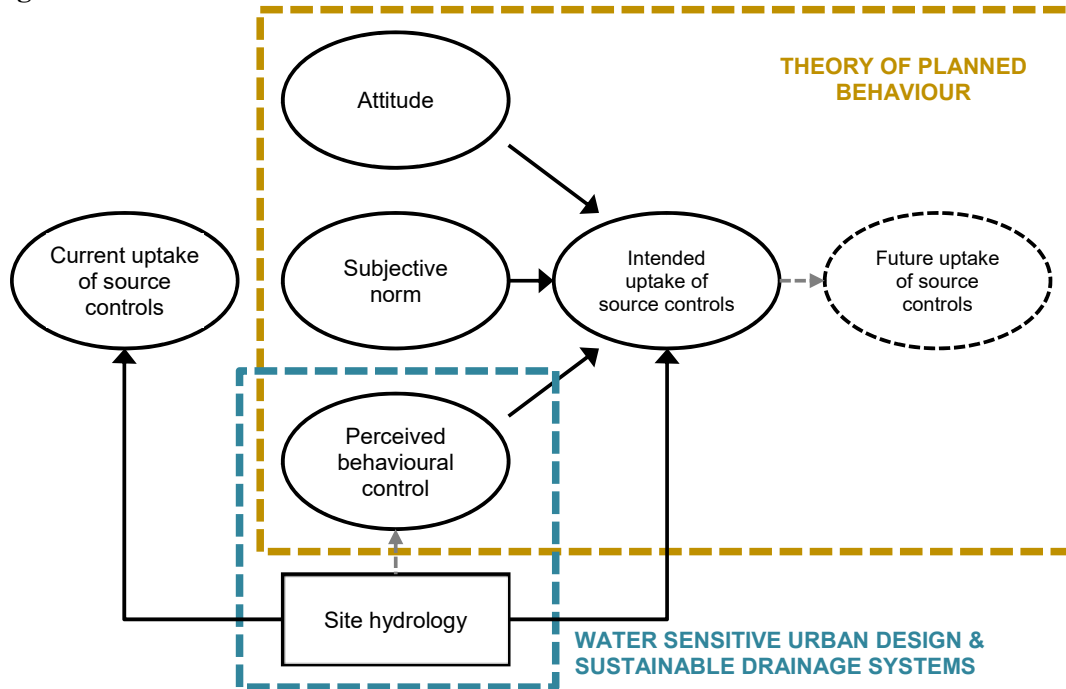 THEORY OF PLANNED
BEHAVIOUR
Attitude
Current uptake
of source
controls
Subjective
norm
Intended
uptake of
source controls
Future uptake
of source
controls
Perceived
behavioural
control
Site hydrology
WATER SENSITIVE URBAN DESIGN &
SUSTAINABLE DRAINAGE SYSTEMS